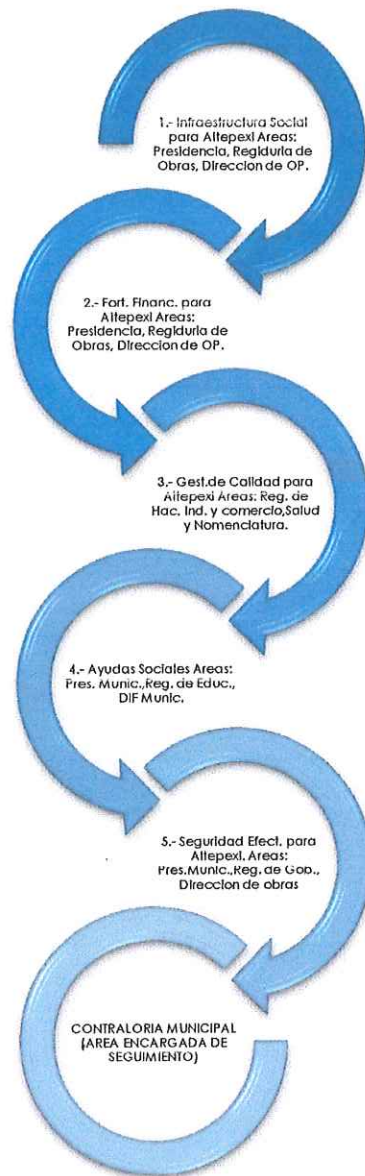 1.- Infraestructura Social
para Altepexi Areas:
Presidencia, Regiduria de
Obras, Direccion de OP.
2.- Fort. Financ. para
Altepexi Areas:
Presidencia, Regiduria de
Obras, Direccion de OP.
3.- Gest.de Calidad para
Altepexi Areas: Reg. de
Hac. Ind. y comercio,Salud
y Nomenclatura.
4.- Ayudas Sociales Areas:
Pres. Munic.,Reg. de Educ.,
DIF Munic.
5.- Seguridad Efect. para
Altepexi. Areas:
Pres.Munic.,Reg. de Gob.,
Direccion de obras
CONTRALORIA MUNICIPAL
(AREA ENCARGADA DE
SEGUIMIENTO)